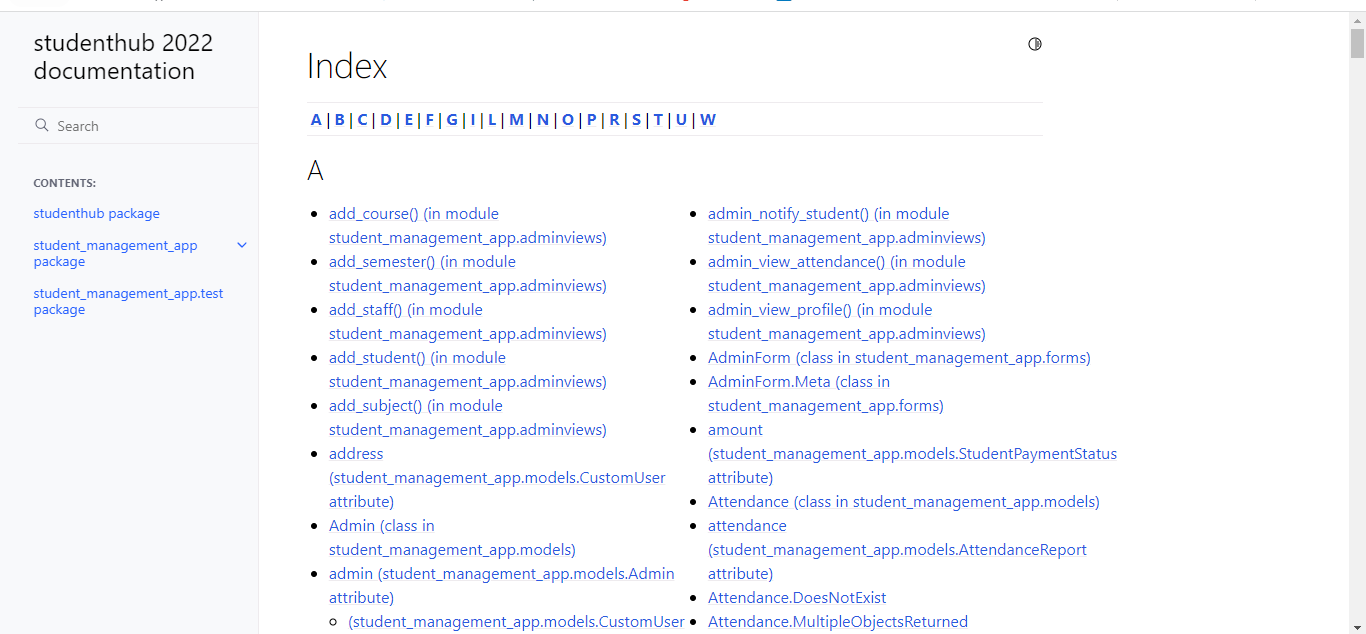 studenthub 2022
documentation
Search
CONTENTS:
studenthub package
student_management_app
package
student_management_app.test
package
Index
A | B | C | D | E | F | G | I | L | M | N | O | P | R | S | T | U | W
A
add_course() (in module
student_management_app.adminviews)
add_semester() (in module
student_management_app.adminviews)
add_staff() (in module
student_management_app.adminviews)
add_student() (in module
student_management_app.adminviews)
add_subject() (in module
student_management_app.adminviews)
address
(student_management_app.models.CustomUser
attribute)
Admin (class in
student_management_app.models)
admin (student_management_app.models.Admin
attribute)
(student_management_app.models.CustomUser
admin_notify_student() (in module
student_management_app.adminviews)
admin_view_attendance() (in module
student_management_app.adminviews)
admin_view_profile() (in module
student_management_app.adminviews)
AdminForm (class in student_management_app.forms)
AdminForm.Meta (class in
student_management_app.forms)
amount
(student_management_app.models.StudentPaymentStatus
attribute)
Attendance (class in student_management_app.models)
attendance
(student_management_app.models.AttendanceReport
attribute)
Attendance.DoesNotExist
Attendance.MultipleObjectsReturned